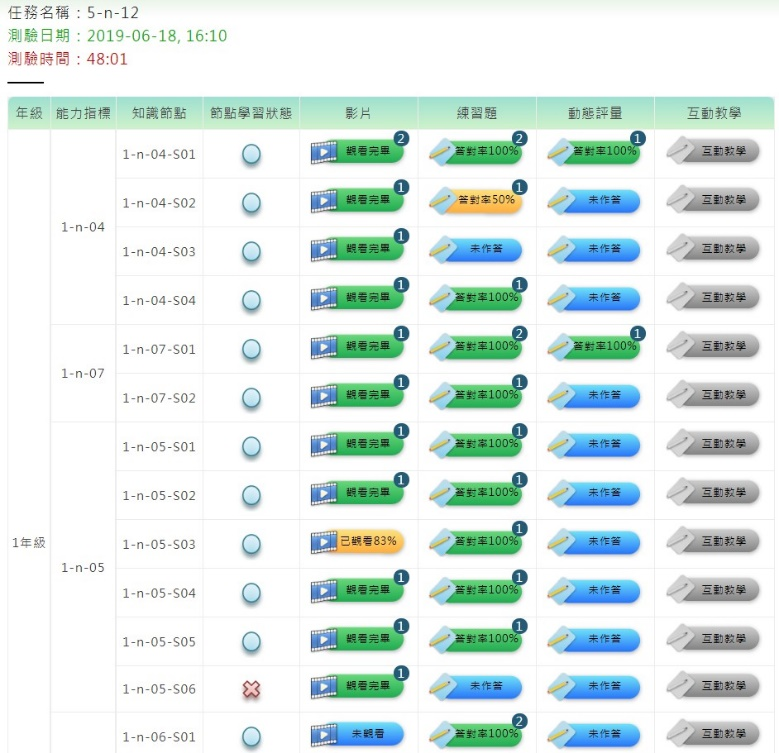 任務名稱：5-n-12
測驗日期：2019-06-18, 16:10
測驗時間：48:01
年級 能力指標 知識節點 節點學習狀態 影片 練習題 動態評量 互動教學
1-n-04-S01 觀看完畢 2 答對率100% 2 答對率100% 1 互動教學
1-n-04-S02 觀看完畢 1 答對率50% 1 未作答 互動教學
1-n-04
1-n-04-S03 觀看完畢 1 未作答 未作答 互動教學
1-n-04-S04 觀看完畢 1 答對率100% 1 未作答 互動教學
1-n-07-S01 觀看完畢 1 答對率100% 2 答對率100% 1 互動教學
1-n-07
1-n-07-S02 觀看完畢 1 答對率100% 1 未作答 互動教學
1-n-05-S01 觀看完畢 1 答對率100% 1 未作答 互動教學
1-n-05-S02 觀看完畢 1 答對率100% 1 未作答 互動教學
1年級 1-n-05-S03 已觀看83% 答對率100% 1 未作答 互動教學
1-n-05
1-n-05-S04 觀看完畢 1 答對率100% 1 未作答 互動教學
1-n-05-S05 觀看完畢 1 答對率100% 1 未作答 互動教學
1-n-05-S06 觀看完畢 1 未作答 未作答 互動教學
1-n-06-S01 未觀看 答對率100% 2 未作答 互動教學